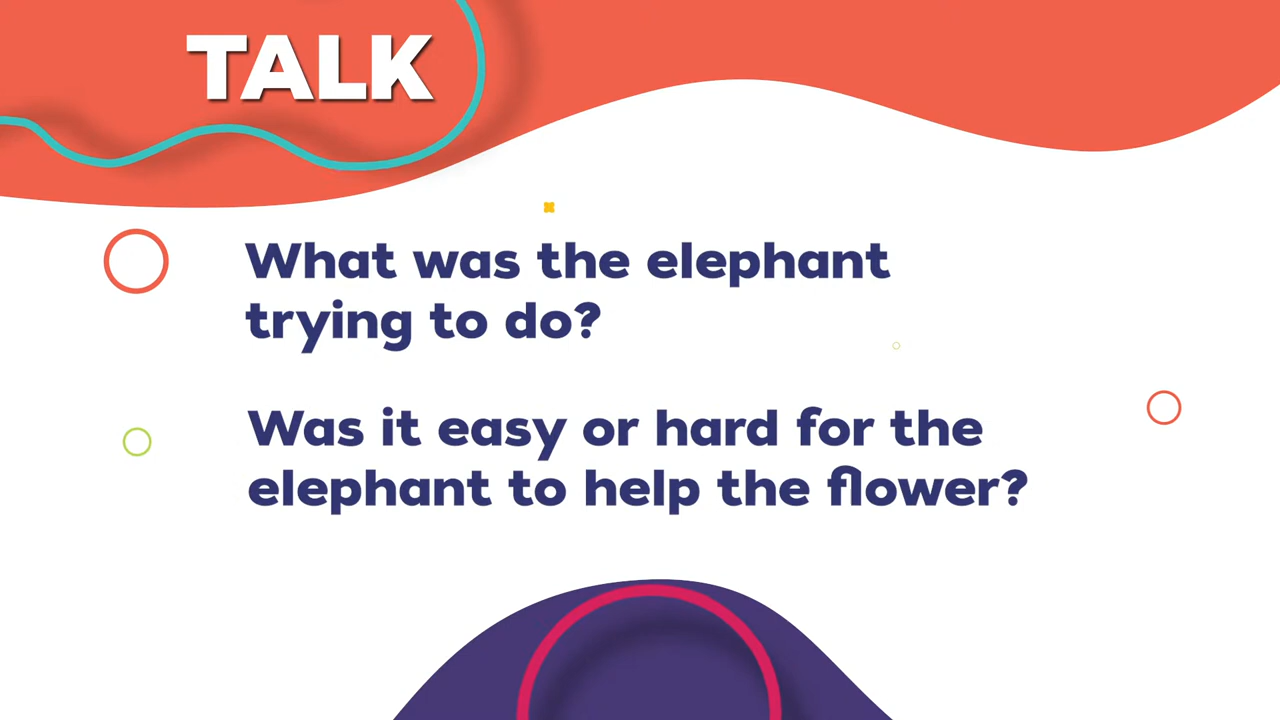 TALK
What was the elephant
trying to do?
Was it easy or hard for the
elephant to help the flower?